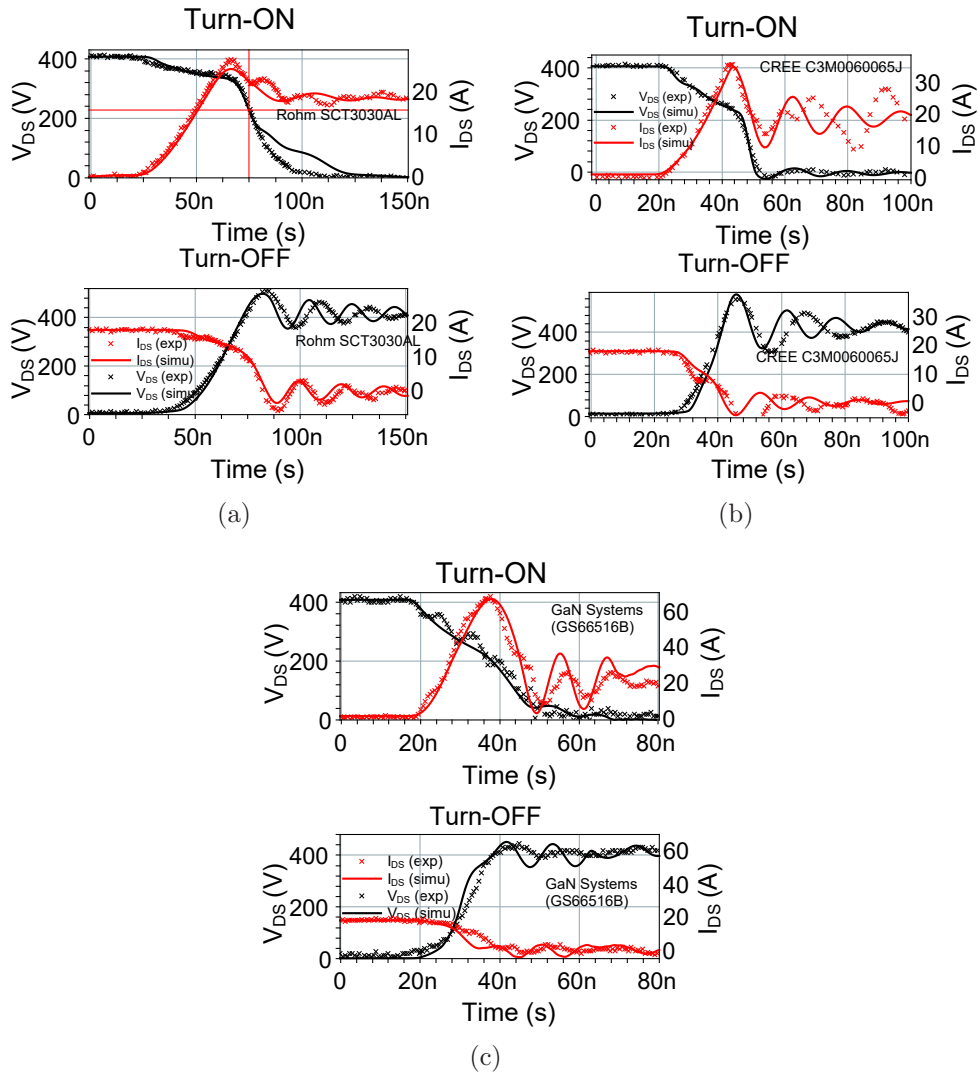 Turn-ON
400
200
0
V_DS (V)
20
10
0
I_DS (A)
Rohm SCT3030AL
0 50n 100n 150n
Time (s)
Turn-OFF
400
200
0
V_DS (V)
20
10
0
I_DS (A)
Rohm SCT3030AL
I_DS (exp)
I_DS (simu)
V_DS (exp)
V_DS (simu)
0 50n 100n 150n
Time (s)
(a)
Turn-ON
400
200
0
V_DS (V)
30
20
10
0
I_DS (A)
CREE C3M0060065J
V_DS (exp)
V_DS (simu)
I_DS (exp)
I_DS (simu)
0 20n 40n 60n 80n 100n
Time (s)
Turn-OFF
400
200
0
V_DS (V)
30
20
10
0
I_DS (A)
CREE C3M0060065J
0 20n 40n 60n 80n 100n
Time (s)
(b)
Turn-ON
400
200
0
V_DS (V)
60
40
20
0
I_DS (A)
GaN Systems
(GS66516B)
0 20n 40n 60n 80n
Time (s)
Turn-OFF
400
200
0
V_DS (V)
60
40
20
0
I_DS (A)
I_DS (exp)
I_DS (simu)
V_DS (exp)
V_DS (simu)
GaN Systems
(GS66516B)
0 20n 40n 60n 80n
Time (s)
(c)